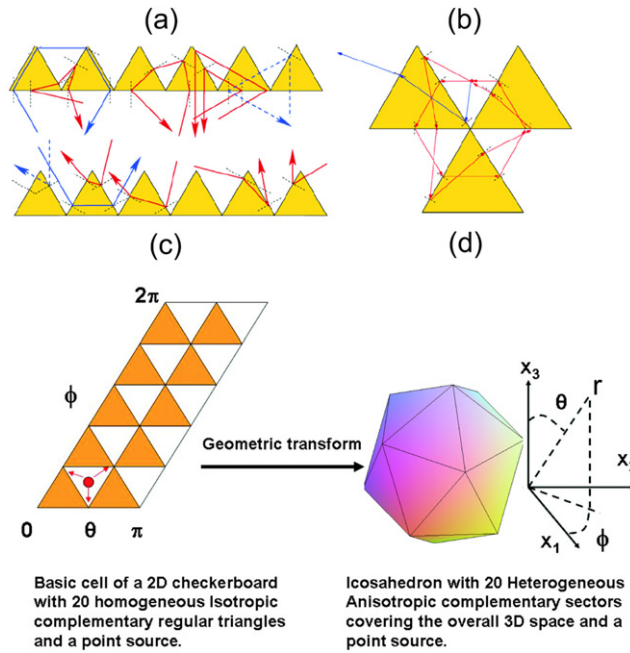 (a)
(b)
(c)
(d)
2π
ϕ
0
θ
π
Geometric transform
x3
θ
r
x
x1
ϕ
Basic cell of a 2D checkerboard
with 20 homogeneous Isotropic
complementary regular triangles
and a point source.
Icosahedron with 20 Heterogeneous
Anisotropic complementary sectors
covering the overall 3D space and a
point source.